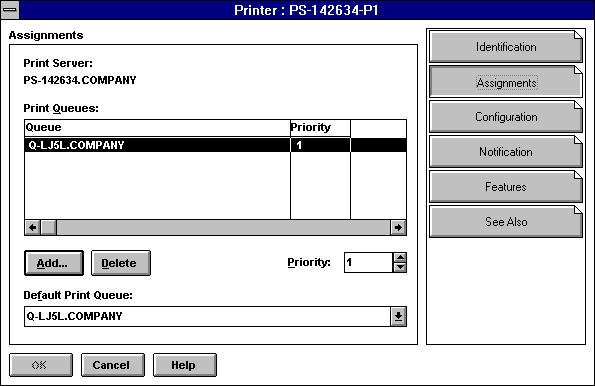 Printer : PS-142634-P1
Assignments
Print Server:
PS-142634.COMPANY
Print Queues:
Queue Priority
Q-LJ5L.COMPANY 1
Add... Delete Priority: 1
Default Print Queue:
Q-LJ5L.COMPANY
OK Cancel Help
Identification
Assignments
Configuration
Notification
Features
See Also